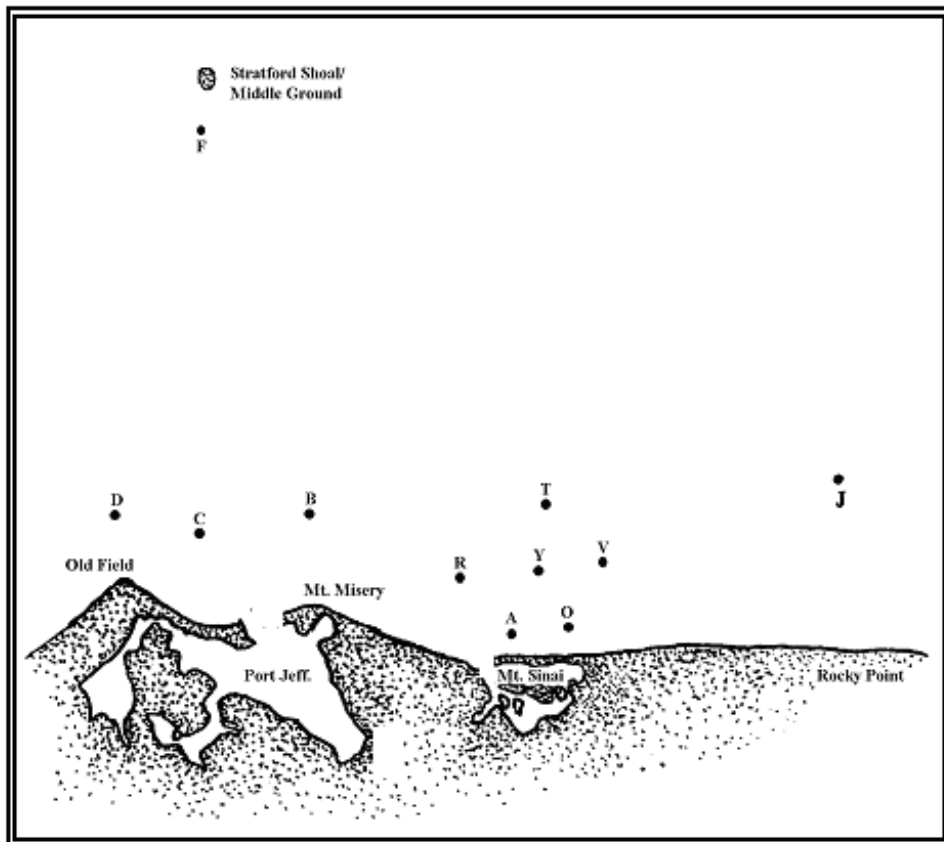 Stratford Shoal/
Middle Ground
F
T
J
D
B
C
V
Y
R
Old Field
Mt. Misery
O
A
Port Jeff.
Mt. Sinai
Rocky Point